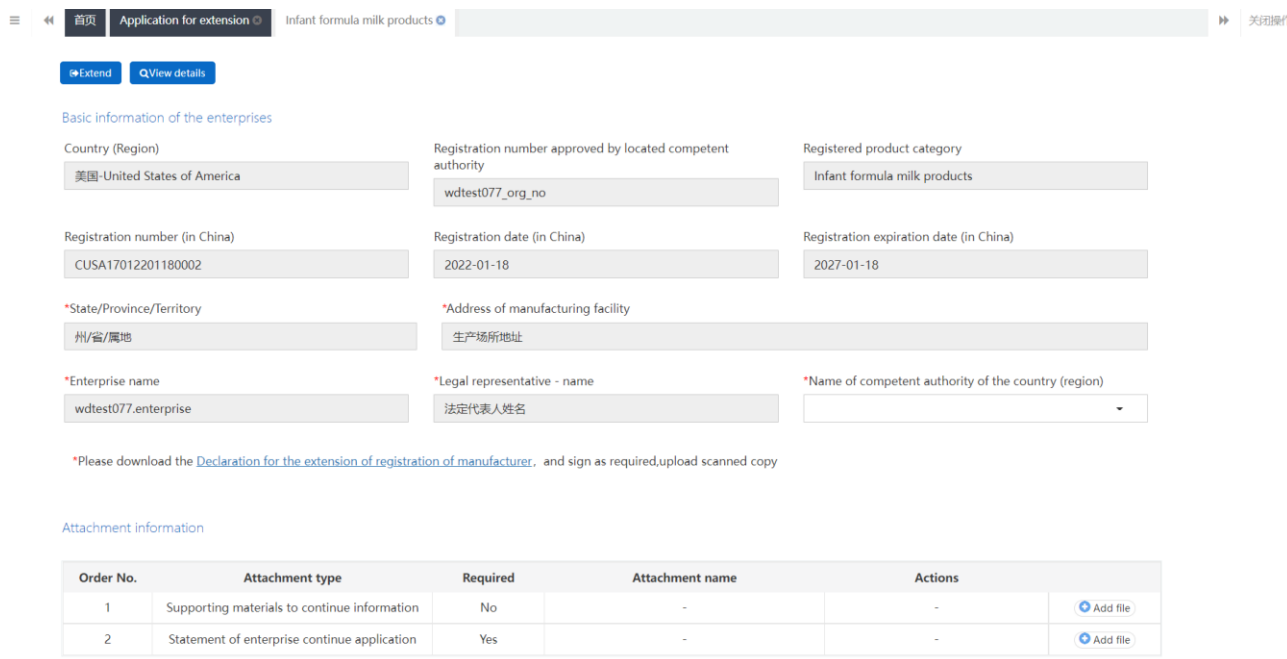 首页 Application for extension Infant formula milk products 关闭操作
Extend View details
Basic information of the enterprises
Country (Region)
美国-United States of America
Registration number approved by located competent
authority
wdtest077_org_no
Registered product category
Infant formula milk products
Registration number (in China)
CUSA17012201180002
Registration date (in China)
2022-01-18
Registration expiration date (in China)
2027-01-18
*State/Province/Territory
州/省/属地
*Address of manufacturing facility
生产场所地址
*Enterprise name
wdtest077.enterprise
*Legal representative - name
法定代表人姓名
*Name of competent authority of the country (region)
*Please download the Declaration for the extension of registration of manufacturer，and sign as required,upload scanned copy
Attachment information
Order No. Attachment type Required Attachment name Actions
1 Supporting materials to continue information No - - Add file
2 Statement of enterprise continue application Yes - - Add file